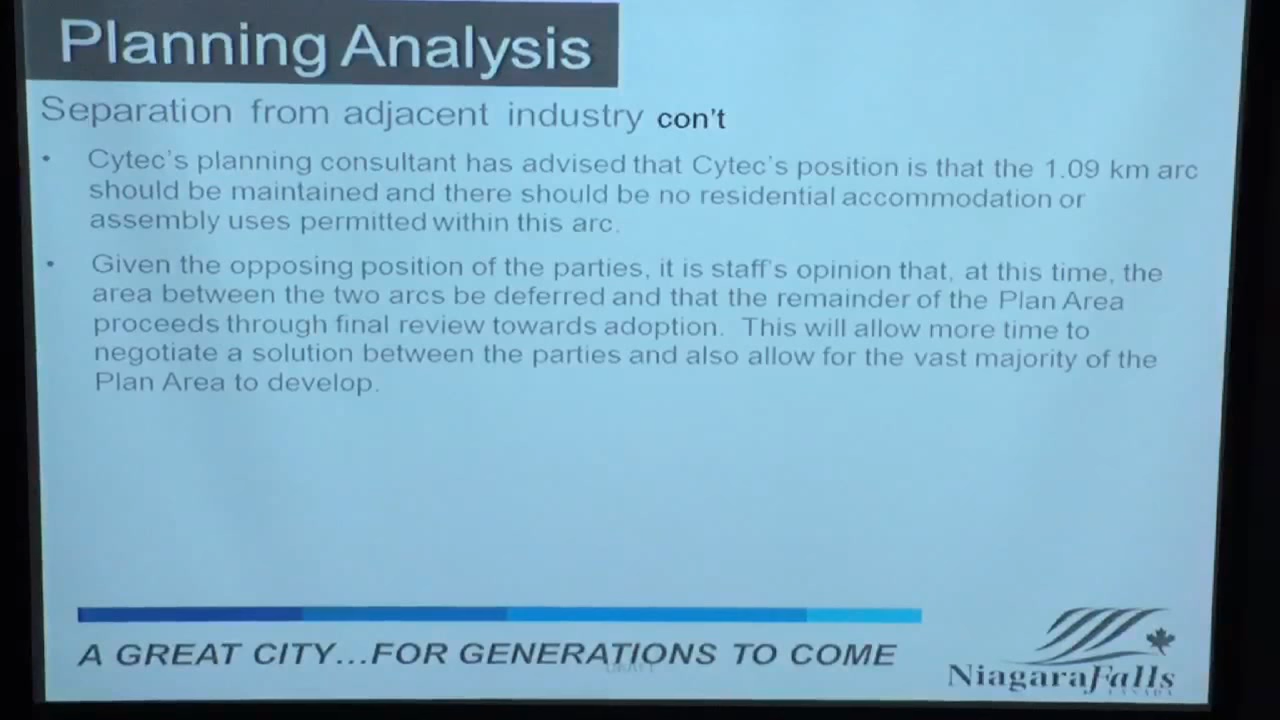 Planning Analysis
Separation from adjacent industry con't
• Cytec's planning consultant has advised that Cytec's position is that the 1.09 km arc
should be maintained and there should be no residential accommodation or
assembly uses permitted within this arc.
• Given the opposing position of the parties, it is staff's opinion that, at this time, the
area between the two arcs be deferred and that the remainder of the Plan Area
proceeds through final review towards adoption. This will allow more time to
negotiate a solution between the parties and also allow for the vast majority of the
Plan Area to develop.
A GREAT CITY...FOR GENERATIONS TO COME
DRAFT
NiagaraFalls
CANADA